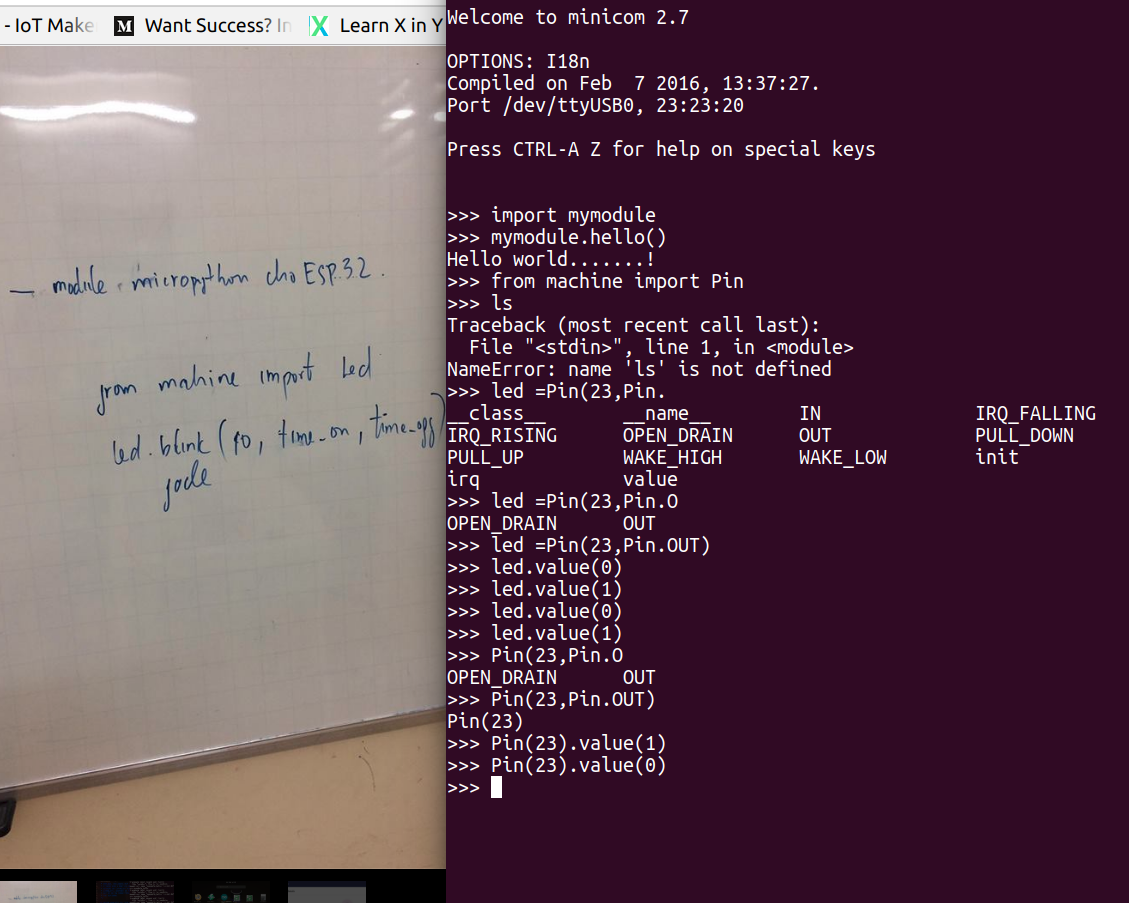 - IoT Make
M Want Success? In
Learn X in Y
— module micropython cho ESP32.
from mahine import Led
led.blink (40, time_on, time_off)
Welcome to minicom 2.7
OPTIONS: I18n
Compiled on Feb  7 2016, 13:37:27.
Port /dev/ttyUSB0, 23:23:20
Press CTRL-A Z for help on special keys
>>> import mymodule
>>> mymodule.hello()
Hello world.......!
>>> from machine import Pin
>>> ls
Traceback (most recent call last):
  File "<stdin>", line 1, in <module>
NameError: name 'ls' is not defined
>>> led =Pin(23,Pin.
__class__       __name__        IN              IRQ_FALLING
IRQ_RISING      OPEN_DRAIN      OUT             PULL_DOWN
PULL_UP         WAKE_HIGH       WAKE_LOW        init
irq             value
>>> led =Pin(23,Pin.O
OPEN_DRAIN      OUT
>>> led =Pin(23,Pin.OUT)
>>> led.value(0)
>>> led.value(1)
>>> led.value(0)
>>> led.value(1)
>>> Pin(23,Pin.O
OPEN_DRAIN      OUT
>>> Pin(23,Pin.OUT)
Pin(23)
>>> Pin(23).value(1)
>>> Pin(23).value(0)
>>>